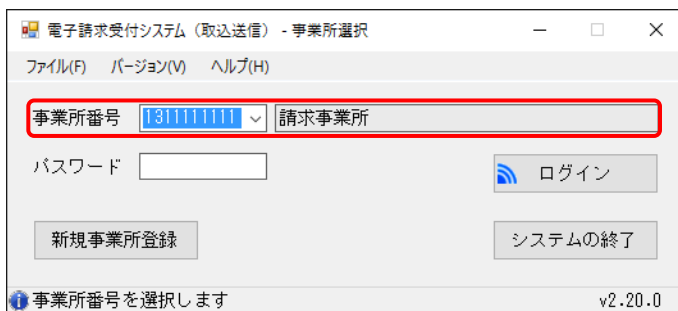 電子請求受付システム（取込送信） - 事業所選択
ファイル(F) バージョン(V) ヘルプ(H)
事業所番号 1311111111 請求事業所
パスワード
ログイン
新規事業所登録 システムの終了
事業所番号を選択します v2.20.0